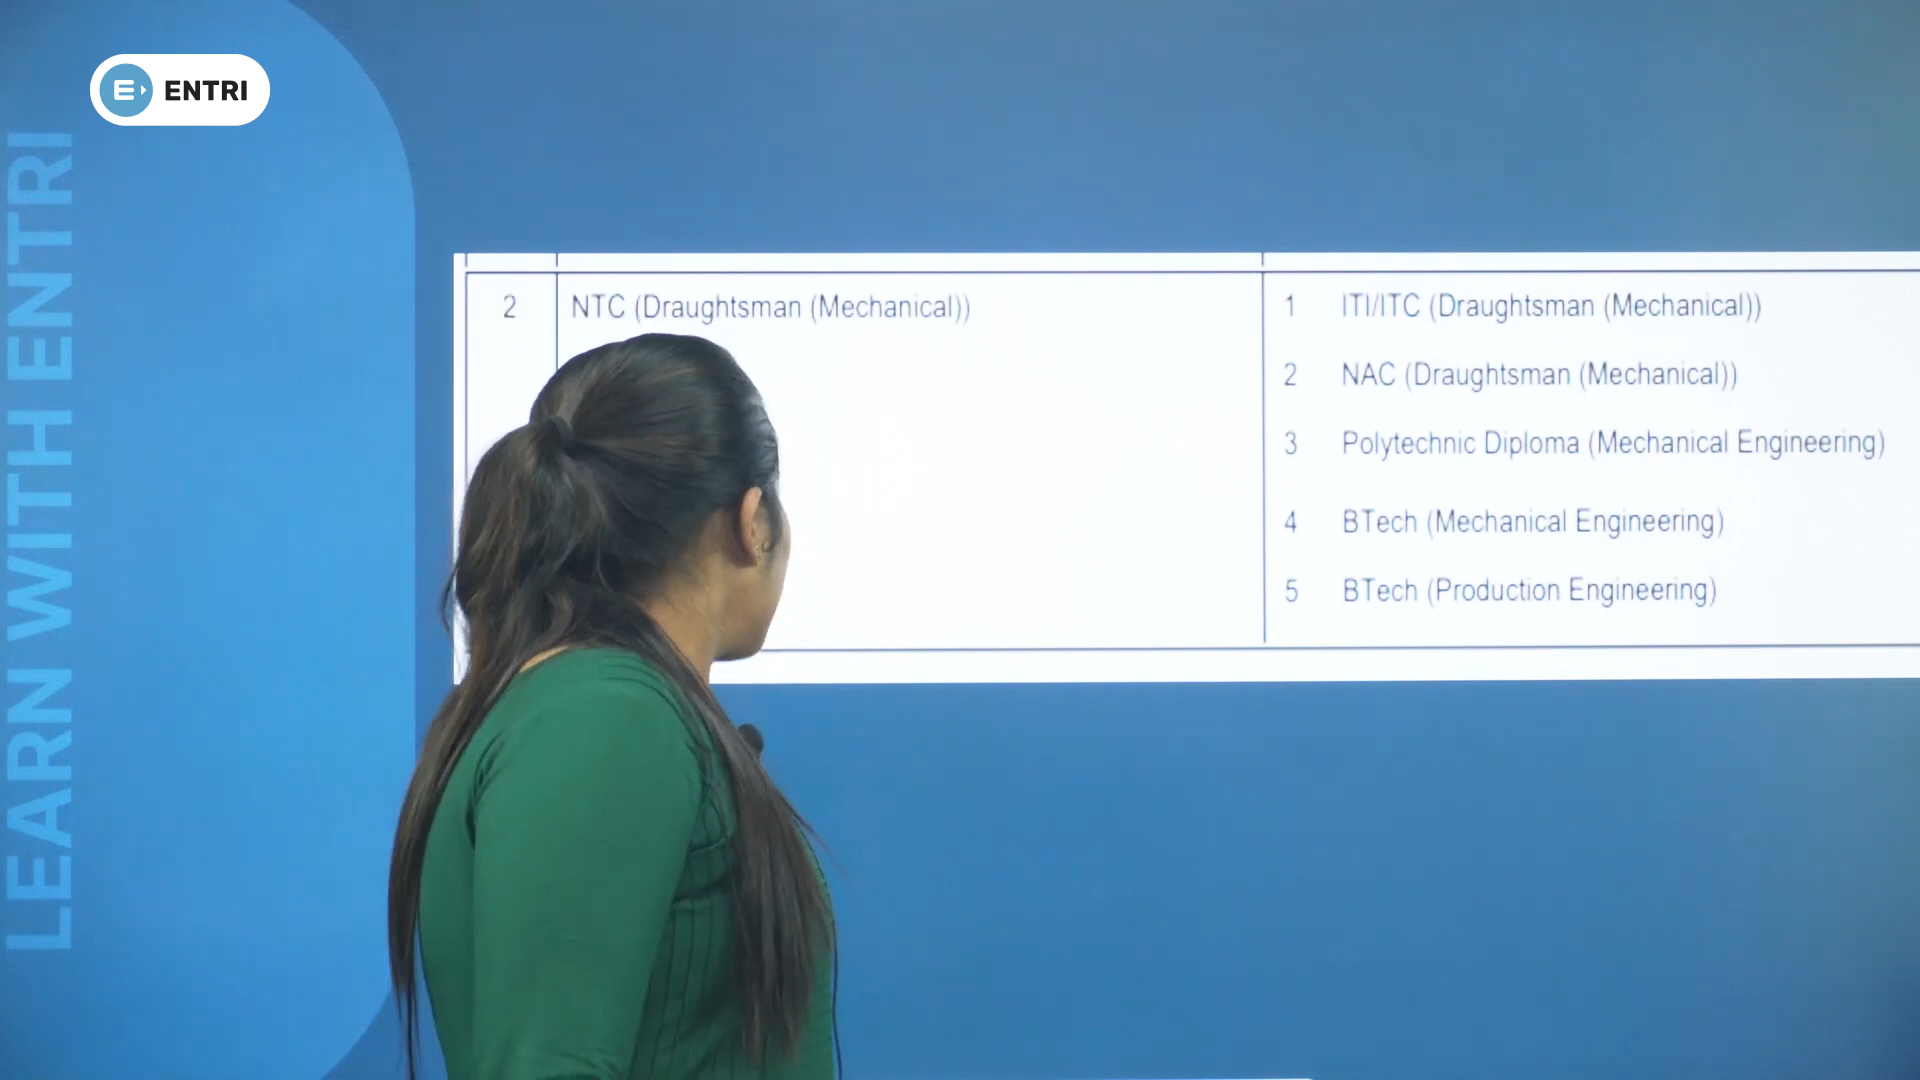 ENTRI
LEARN WITH ENTRI
2 NTC (Draughtsman (Mechanical))
1 ITI/ITC (Draughtsman (Mechanical))
2 NAC (Draughtsman (Mechanical))
3 Polytechnic Diploma (Mechanical Engineering)
4 BTech (Mechanical Engineering)
5 BTech (Production Engineering)